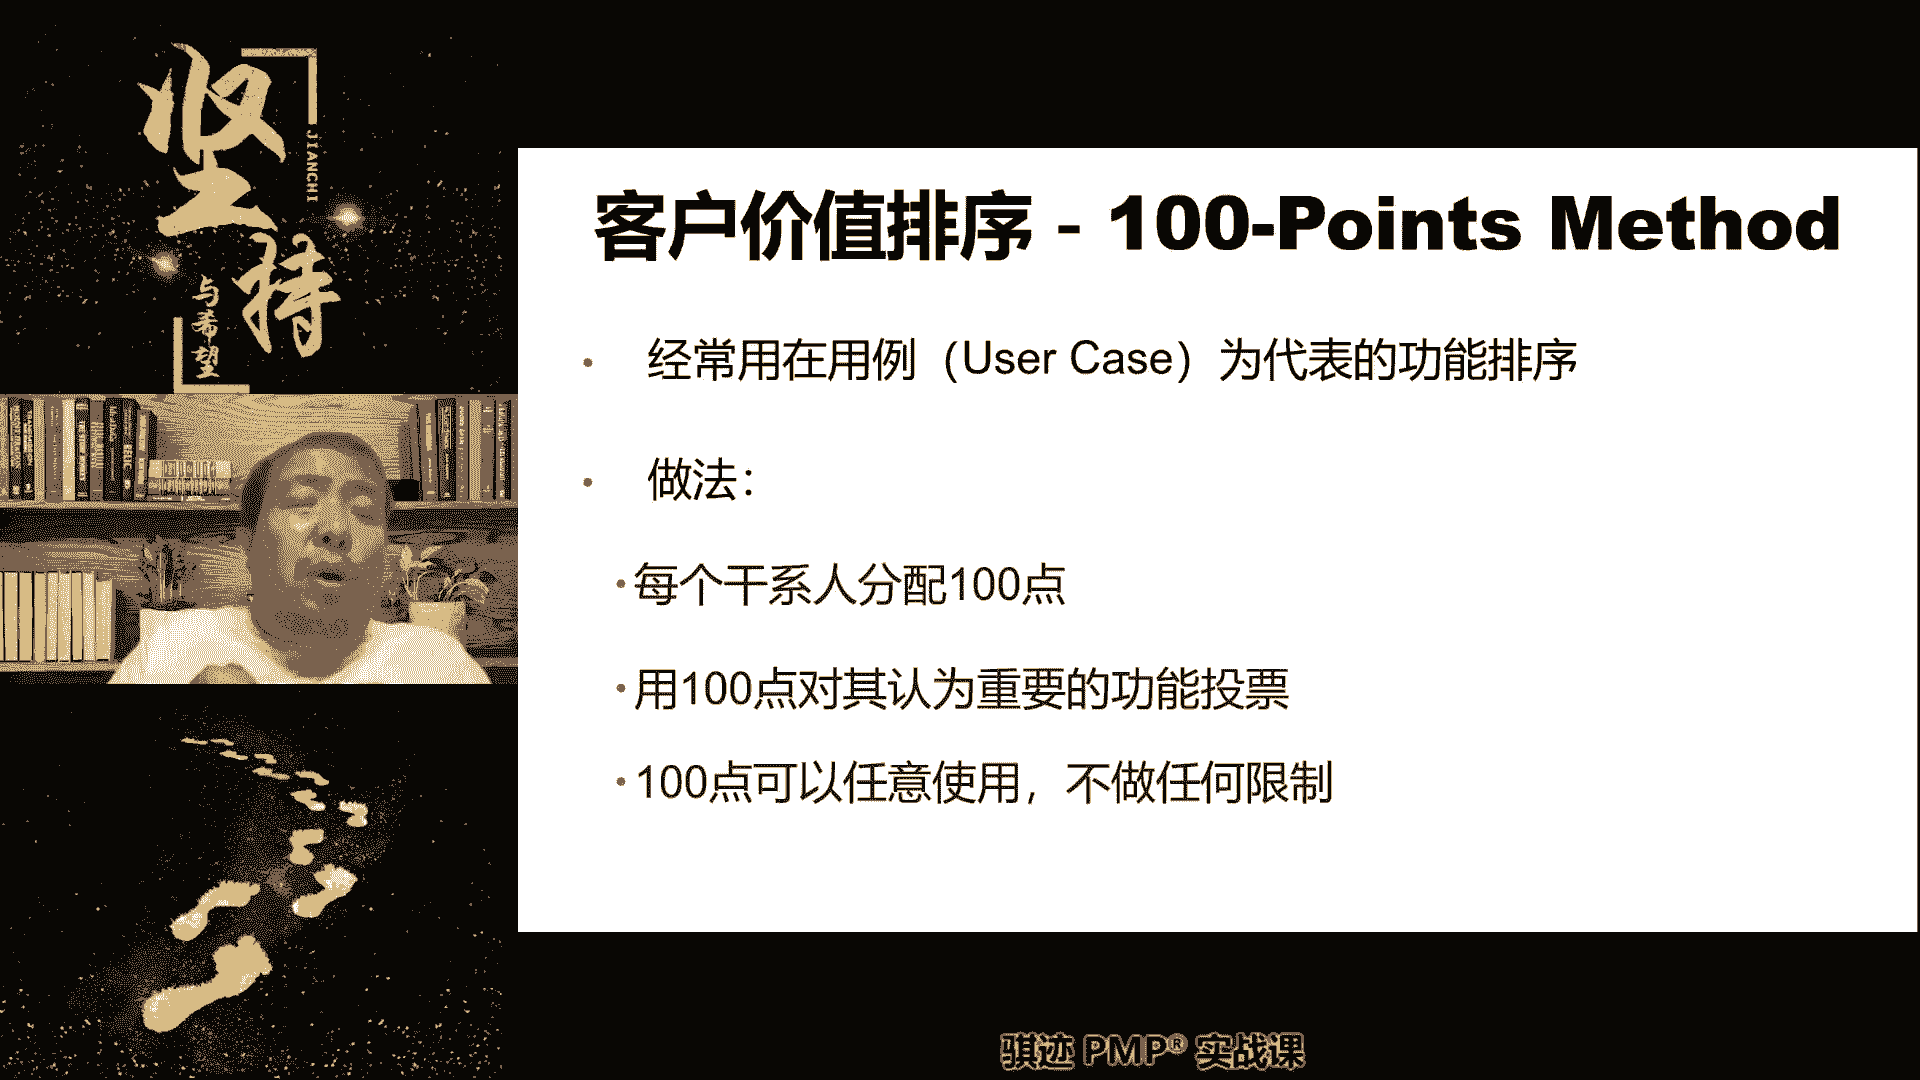 坚持
JIANCHI
与希望
客户价值排序 - 100-Points Method
• 经常用在用例（User Case）为代表的功能排序
• 做法：
•每个干系人分配100点
•用100点对其认为重要的功能投票
•100点可以任意使用，不做任何限制
骐迹 PMP® 实战课